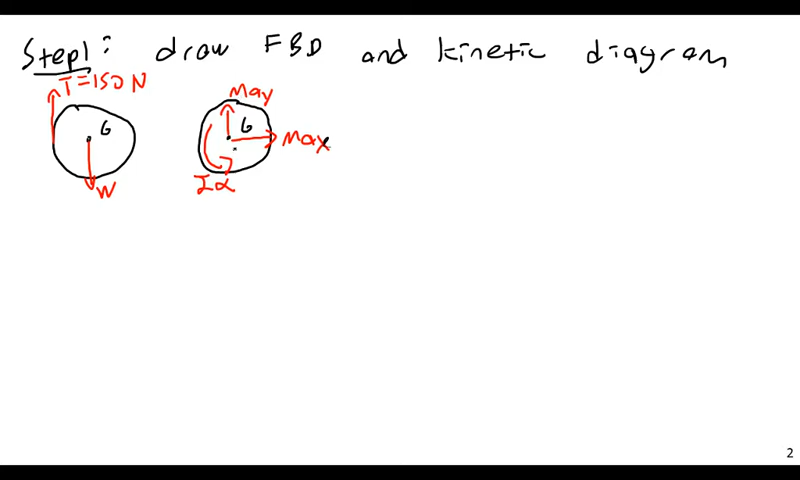 Step1: draw FBD and kinetic diagram
T=150 N
may
G
G
max
W
Iα
2